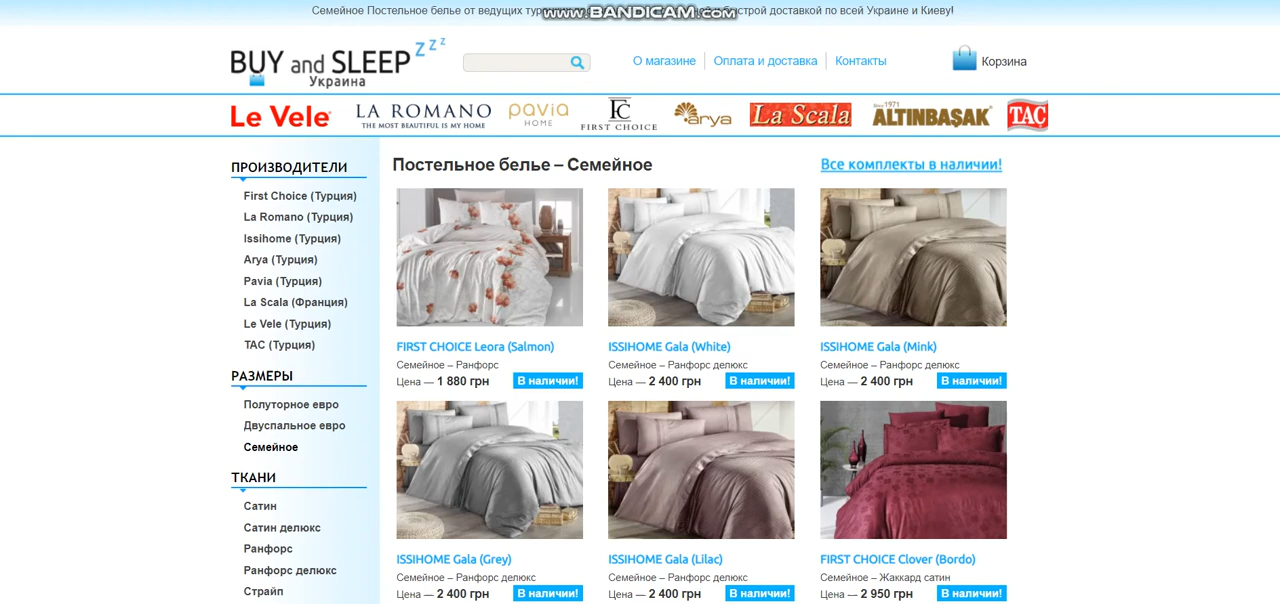 Семейное Постельное белье от ведущих ту
www.BANDICAM.com
быстрой доставкой по всей Украине и Киеву!
BUY and SLEEP z z z
Украина
О магазине
Оплата и доставка
Контакты
Корзина
Le Vele
LA ROMANO
THE MOST BEAUTIFUL IS MY HOME
pavia
HOME
FC
FIRST CHOICE
arya
La Scala
Since 1971
ALTINBAŞAK
TAÇ
ПРОИЗВОДИТЕЛИ
First Choice (Турция)
La Romano (Турция)
Issihome (Турция)
Arya (Турция)
Pavia (Турция)
La Scala (Франция)
Le Vele (Турция)
TAC (Турция)
РАЗМЕРЫ
Полуторное евро
Двуспальное евро
Семейное
ТКАНИ
Сатин
Сатин делюкс
Ранфорс
Ранфорс делюкс
Страйп
Постельное белье – Семейное
Все комплекты в наличии!
FIRST CHOICE Leora (Salmon)
Семейное – Ранфорс
Цена — 1 880 грн
В наличии!
ISSIHOME Gala (White)
Семейное – Ранфорс делюкс
Цена — 2 400 грн
В наличии!
ISSIHOME Gala (Mink)
Семейное – Ранфорс делюкс
Цена — 2 400 грн
В наличии!
ISSIHOME Gala (Grey)
Семейное – Ранфорс делюкс
Цена — 2 400 грн
В наличии!
ISSIHOME Gala (Lilac)
Семейное – Ранфорс делюкс
Цена — 2 400 грн
В наличии!
FIRST CHOICE Clover (Bordo)
Семейное – Жаккард сатин
Цена — 2 950 грн
В наличии!